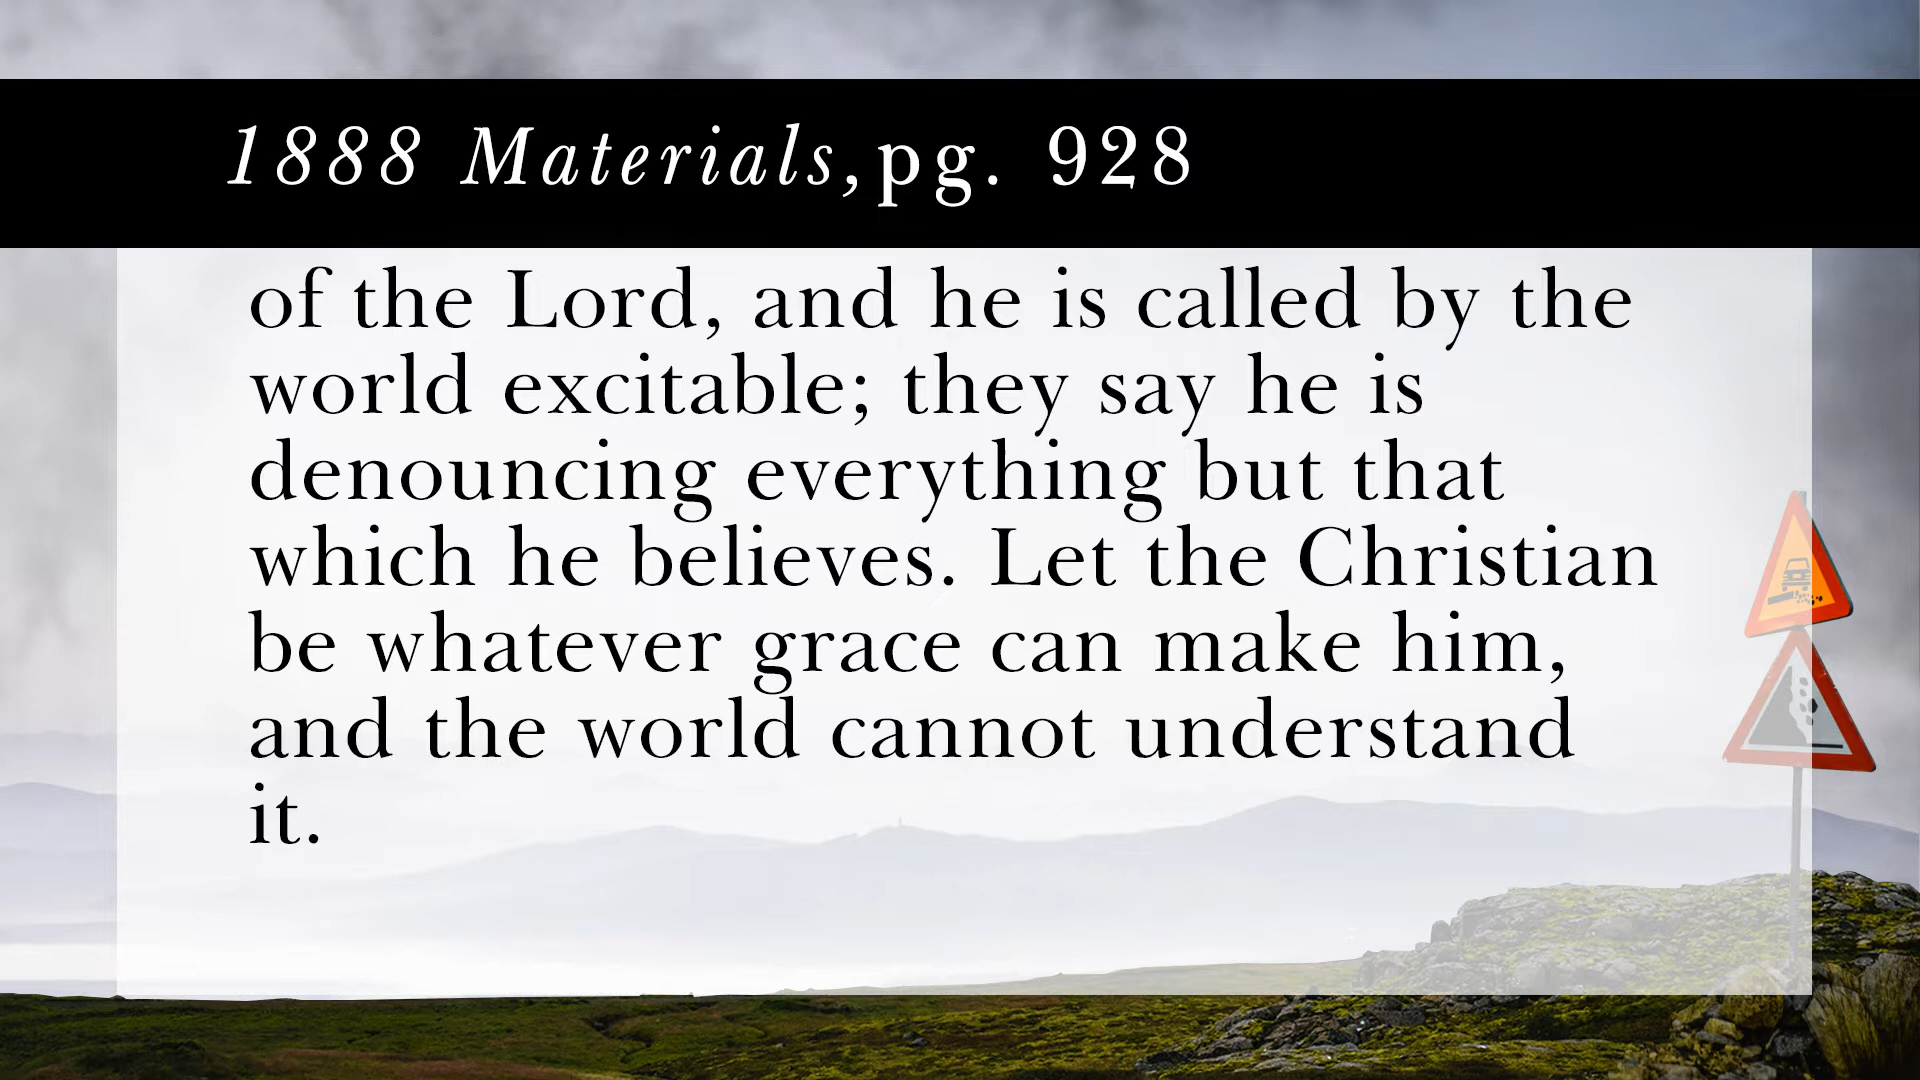 1888 Materials, pg. 928
of the Lord, and he is called by the
world excitable; they say he is
denouncing everything but that
which he believes. Let the Christian
be whatever grace can make him,
and the world cannot understand
it.